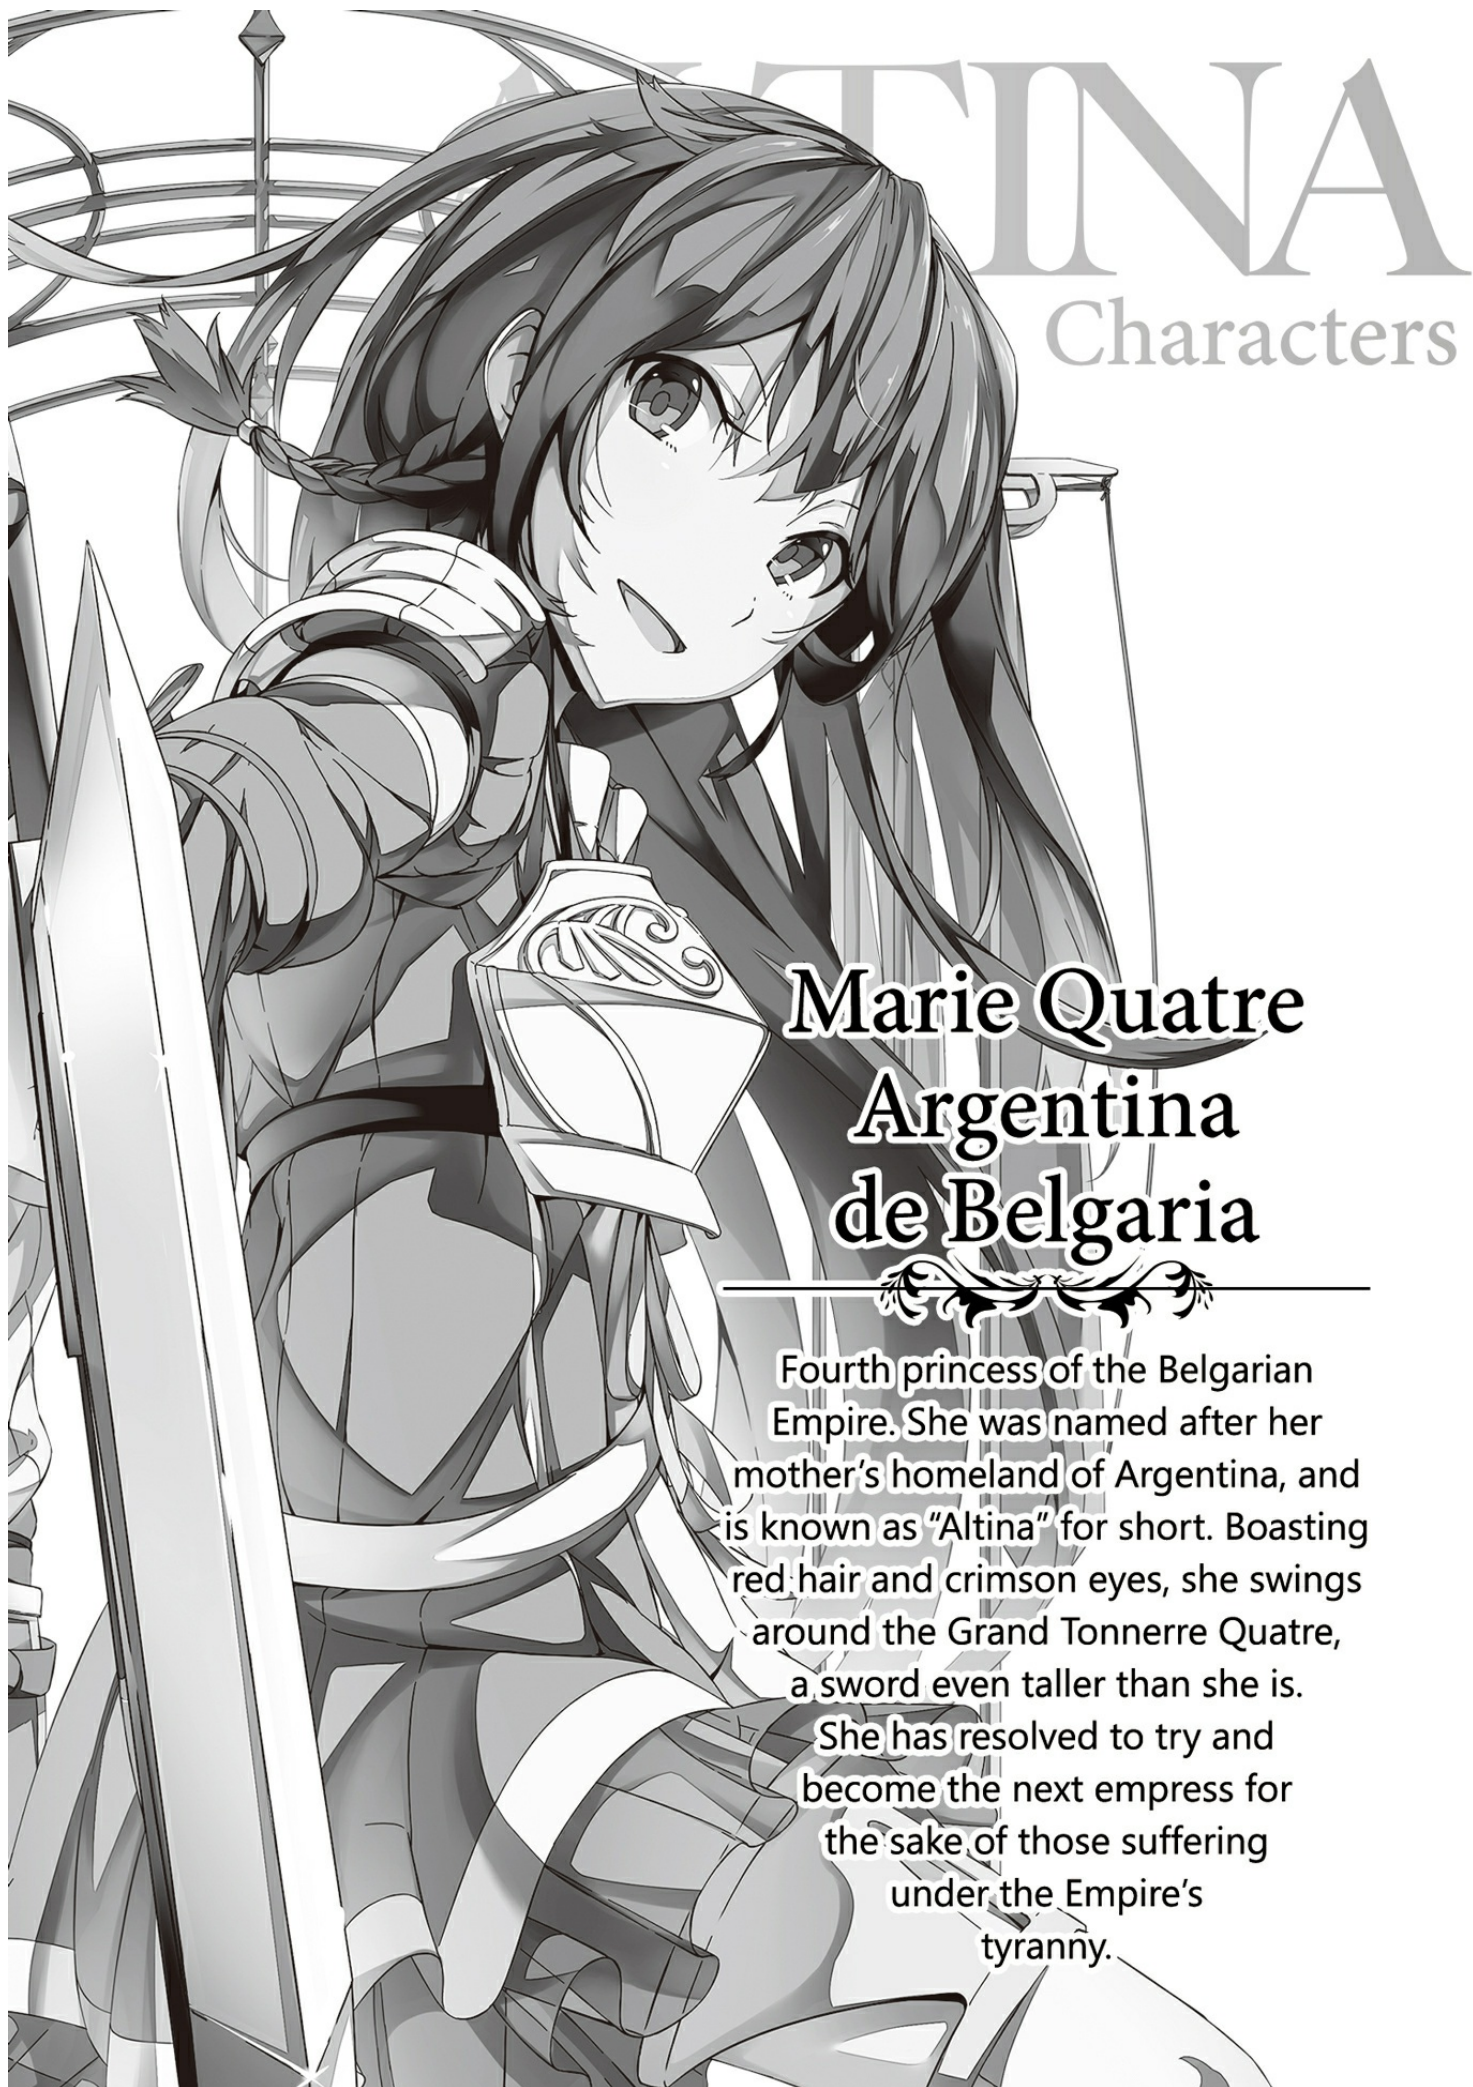 ALTINA
Characters
Marie Quatre
Argentina
de Belgaria
Fourth princess of the Belgarian
Empire. She was named after her
mother's homeland of Argentina, and
is known as “Altina” for short. Boasting
red hair and crimson eyes, she swings
around the Grand Tonnerre Quatre,
a sword even taller than she is.
She has resolved to try and
become the next empress for
the sake of those suffering
under the Empire's
tyranny.